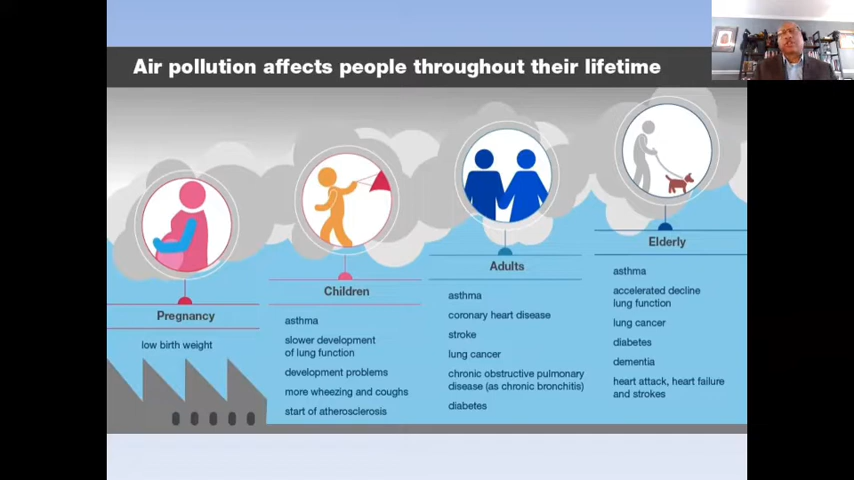 Air pollution affects people throughout their lifetime
Pregnancy
low birth weight
Children
asthma
slower development
of lung function
development problems
more wheezing and coughs
start of atherosclerosis
Adults
asthma
coronary heart disease
stroke
lung cancer
chronic obstructive pulmonary
disease (as chronic bronchitis)
diabetes
Elderly
asthma
accelerated decline
lung function
lung cancer
diabetes
dementia
heart attack, heart failure
and strokes